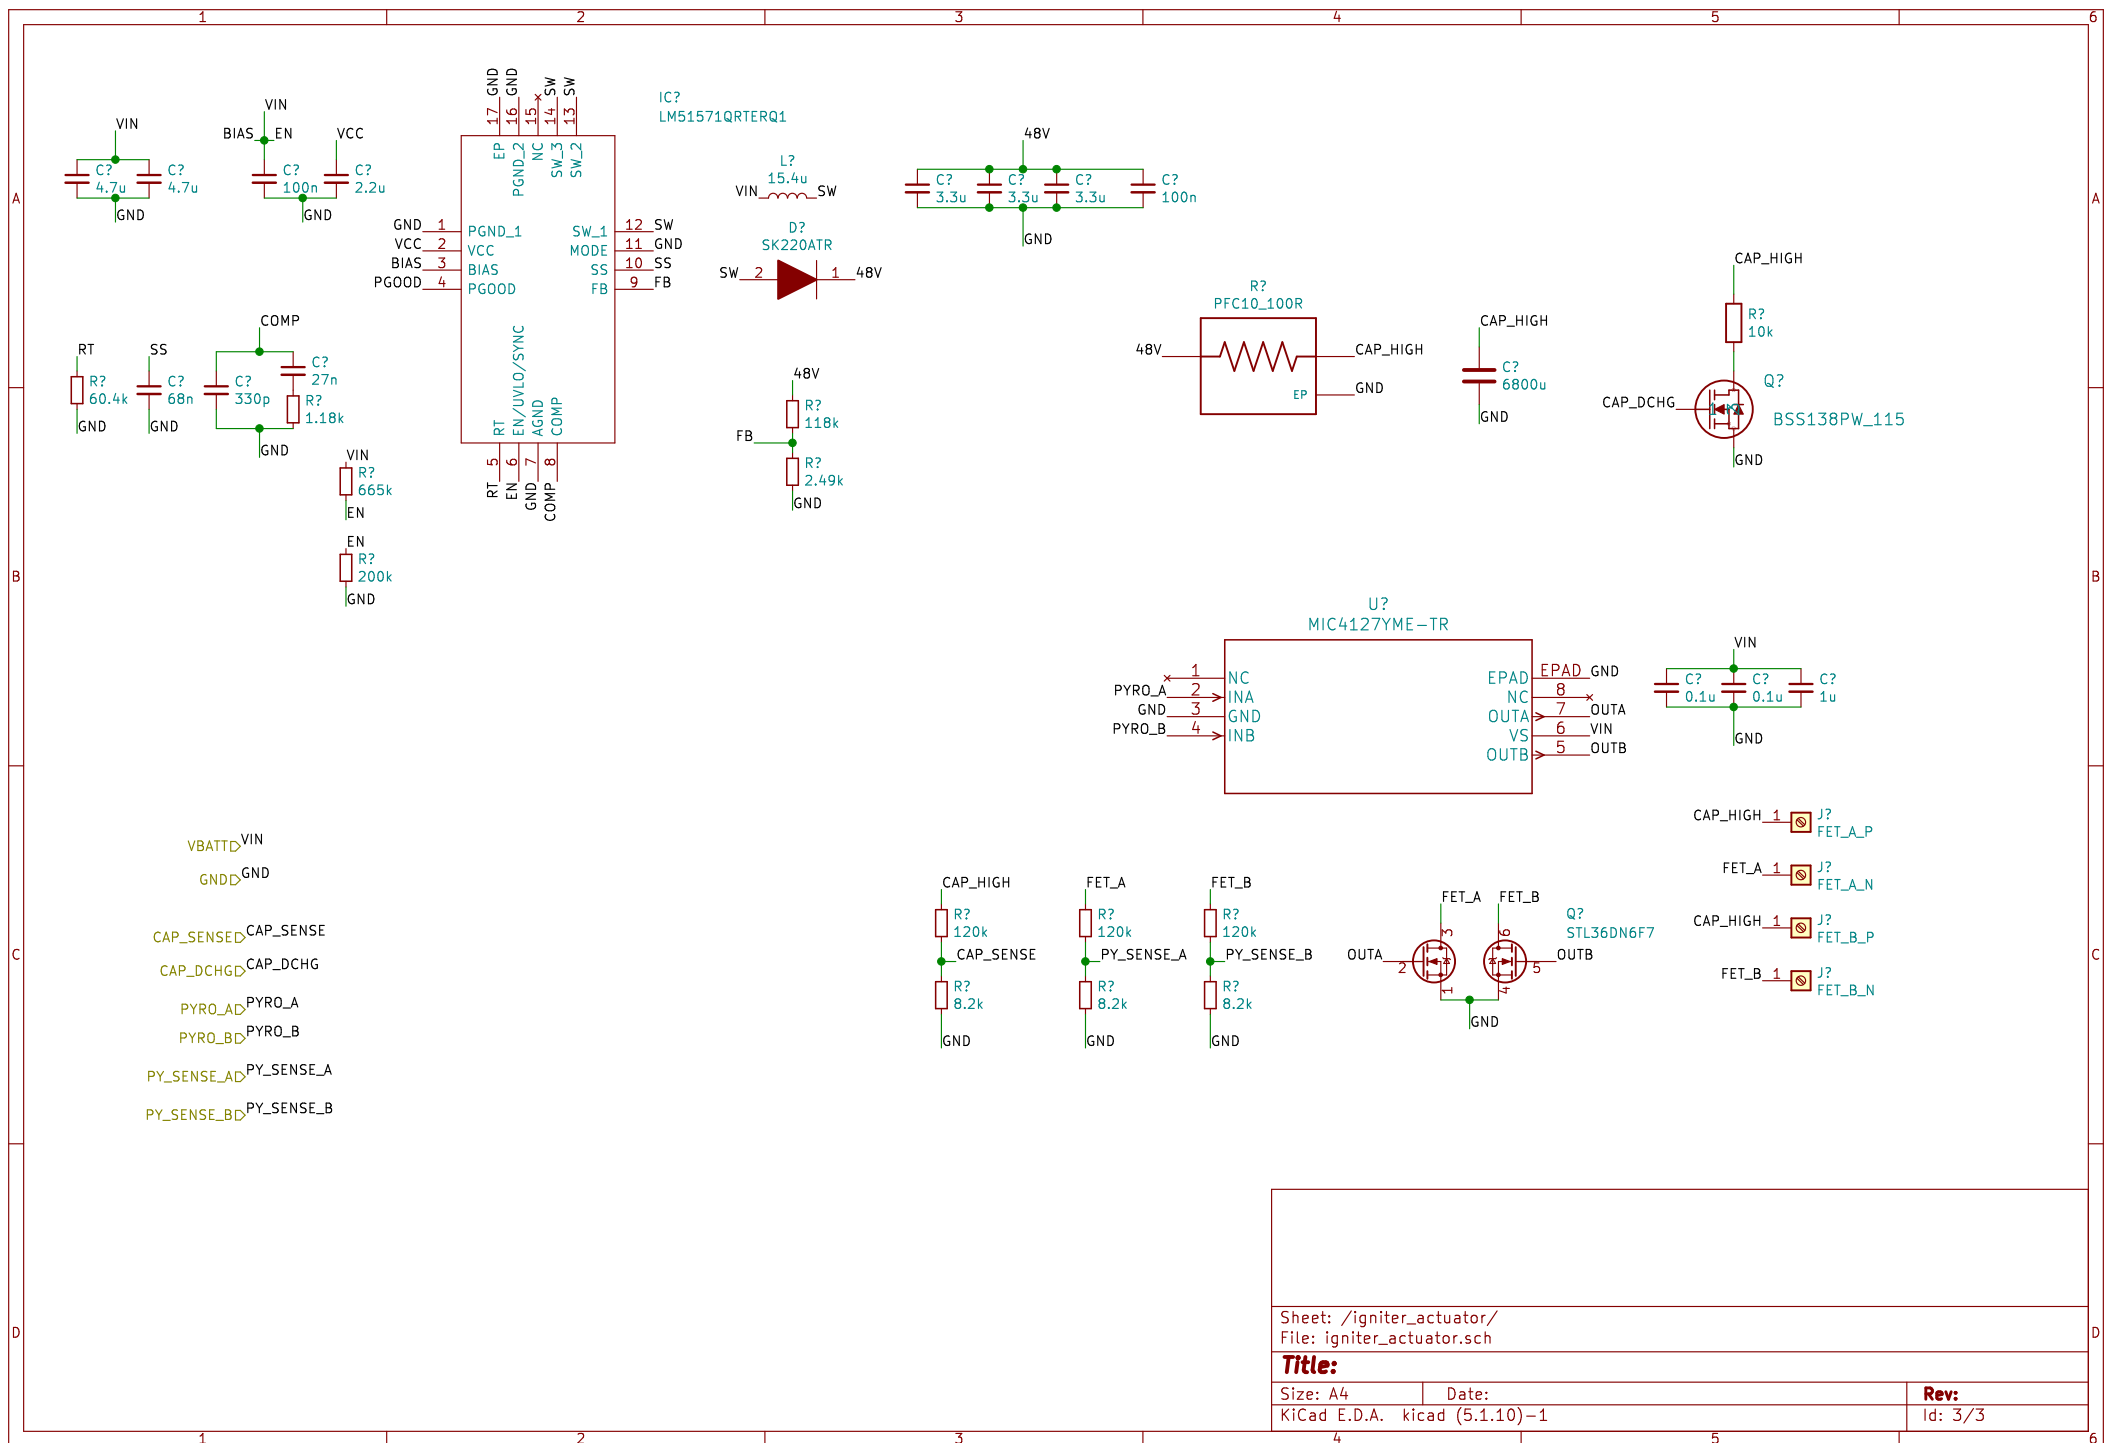 1 2 3 4 5 6
A
B
C
D
A
B
C
D
1 2 3 4 5 6
VIN
C?
4.7u
C?
4.7u
GND
VIN
BIAS EN
VCC
C?
100n
C?
2.2u
GND
IC?
LM51571QRTERQ1
GND GND SW SW
17 16 15 14 13
EP PGND_2 NC SW_3 SW_2
GND 1 PGND_1
VCC 2 VCC
BIAS 3 BIAS
PGOOD 4 PGOOD
SW_1 12 SW
MODE 11 GND
SS 10 SS
FB 9 FB
RT EN/UVLO/SYNC AGND COMP
5 6 7 8
RT EN GND COMP
L?
15.4u
VIN SW
D?
SK220ATR
SW 2 1 48V
48V
C?
3.3u
C?
3.3u
C?
3.3u
C?
100n
GND
RT
R?
60.4k
GND
SS
C?
68n
GND
COMP
C?
330p
C?
27n
R?
1.18k
GND
VIN
R?
665k
EN
EN
R?
200k
GND
48V
R?
118k
FB
R?
2.49k
GND
R?
PFC10_100R
48V CAP_HIGH
EP GND
CAP_HIGH
C?
6800u
GND
CAP_HIGH
R?
10k
Q?
CAP_DCHG
BSS138PW_115
GND
U?
MIC4127YME-TR
1 NC
PYRO_A 2 INA
GND 3 GND
PYRO_B 4 INB
EPAD EPAD GND
NC 8
OUTA 7 OUTA
VS 6 VIN
OUTB 5 OUTB
VIN
C?
0.1u
C?
0.1u
C?
1u
GND
CAP_HIGH 1 J?
FET_A_P
FET_A 1 J?
FET_A_N
CAP_HIGH 1 J?
FET_B_P
FET_B 1 J?
FET_B_N
VBATT VIN
GND GND
CAP_SENSE CAP_SENSE
CAP_DCHG CAP_DCHG
PYRO_A PYRO_A
PYRO_B PYRO_B
PY_SENSE_A PY_SENSE_A
PY_SENSE_B PY_SENSE_B
CAP_HIGH
R?
120k
CAP_SENSE
R?
8.2k
GND
FET_A
R?
120k
PY_SENSE_A
R?
8.2k
GND
FET_B
R?
120k
PY_SENSE_B
R?
8.2k
GND
FET_A FET_B
Q?
STL36DN6F7
3 6
OUTA 2 5 OUTB
1 4
GND
Sheet: /igniter_actuator/
File: igniter_actuator.sch
Title:
Size: A4 Date: Rev:
KiCad E.D.A. kicad (5.1.10)-1 Id: 3/3